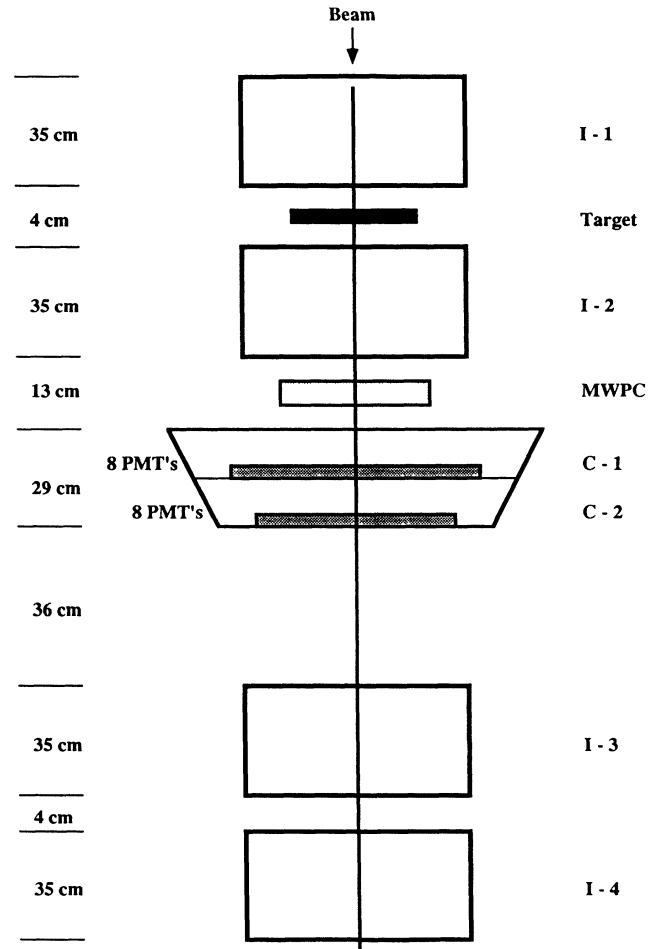 Beam
35 cm I - 1
4 cm Target
35 cm I - 2
13 cm MWPC
8 PMT's C - 1
29 cm
8 PMT's C - 2
36 cm
35 cm I - 3
4 cm
35 cm I - 4